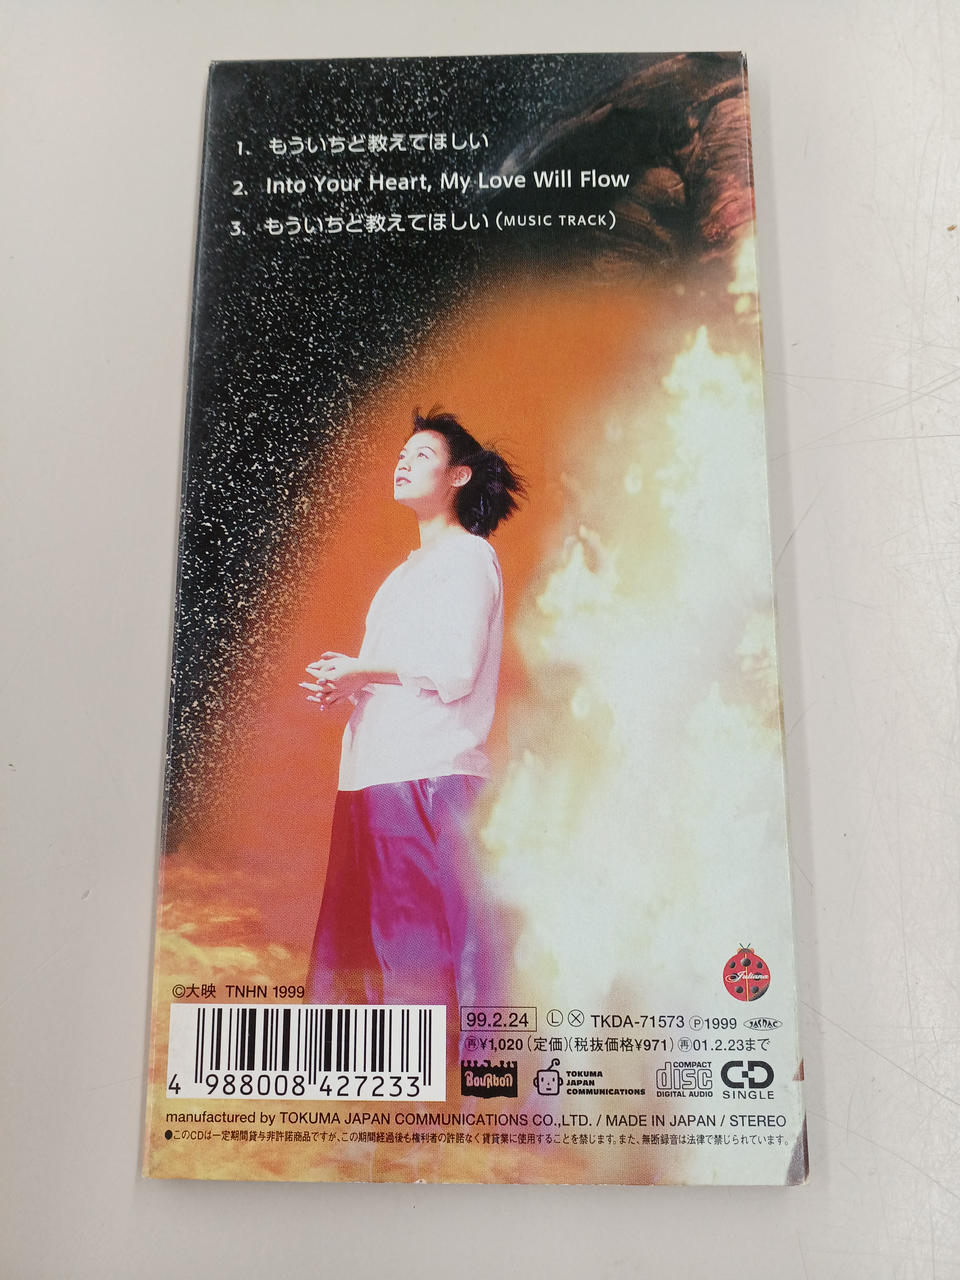 1. もういちど教えてほしい
2. Into Your Heart, My Love Will Flow
3. もういちど教えてほしい (MUSIC TRACK)
Juliana
©大映 TNHN 1999
99.2.24 Ⓛ Ⓧ TKDA-71573 Ⓟ1999 JASRAC
再¥1,020 (定価)(税抜価格¥971) 再01.2.23まで
4 988008 427233
BOURBON
TOKUMA JAPAN COMMUNICATIONS
COMPACT disc DIGITAL AUDIO
CD SINGLE
manufactured by TOKUMA JAPAN COMMUNICATIONS CO.,LTD. / MADE IN JAPAN / STEREO
●このCDは一定期間貸与非許諾商品ですが、この期間経過後も権利者の許諾なく賃貸業に使用することを禁じます。また、無断録音は法律で禁じられています。